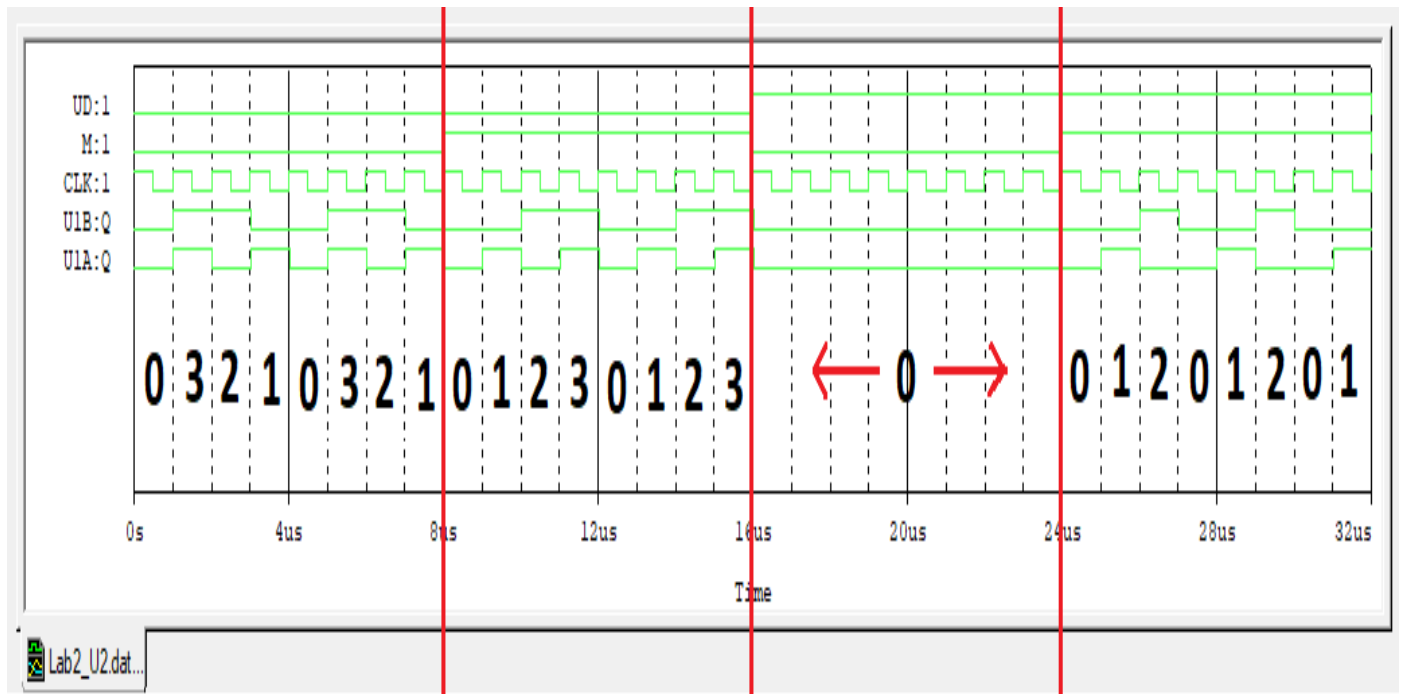 UD:1
M:1
CLK:1
U1B:Q
U1A:Q
0 3 2 1 0 3 2 1 0 1 2 3 0 1 2 3 0 0 1 2 0 1 2 0 1
0s 4us 8us 12us 16us 20us 24us 28us 32us
Time
Lab2_U2.dat...